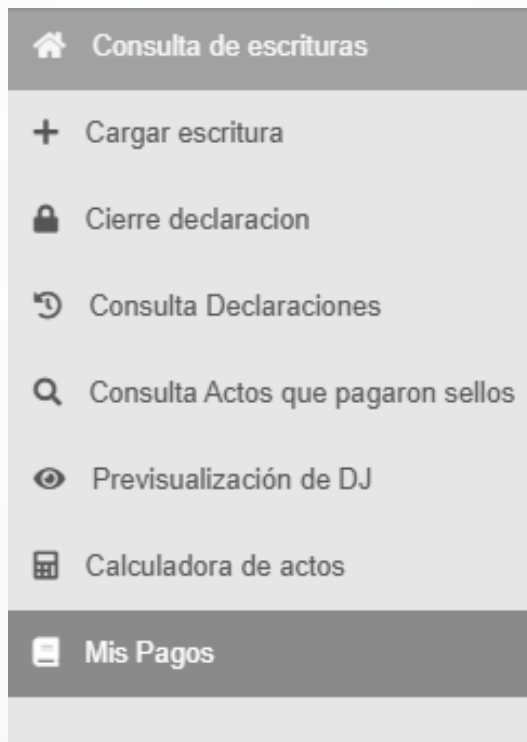 Consulta de escrituras
Cargar escritura
Cierre declaracion
Consulta Declaraciones
Consulta Actos que pagaron sellos
Previsualización de DJ
Calculadora de actos
Mis Pagos